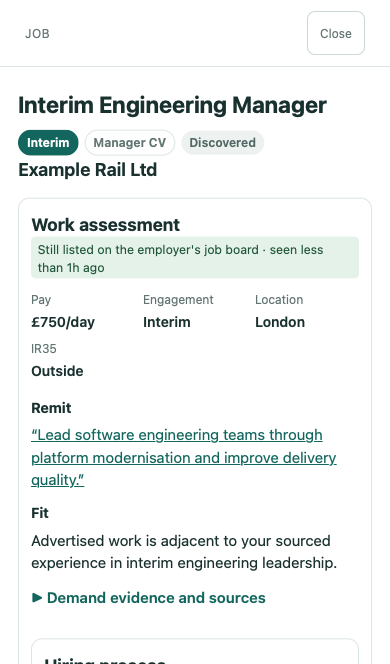 JOB
Close
Interim Engineering Manager
Interim Manager CV Discovered
Example Rail Ltd
Work assessment
Still listed on the employer's job board · seen less
than 1h ago
Pay Engagement Location
£750/day Interim London
IR35
Outside
Remit
“Lead software engineering teams through
platform modernisation and improve delivery
quality.”
Fit
Advertised work is adjacent to your sourced
experience in interim engineering leadership.
▶ Demand evidence and sources
Hiring process